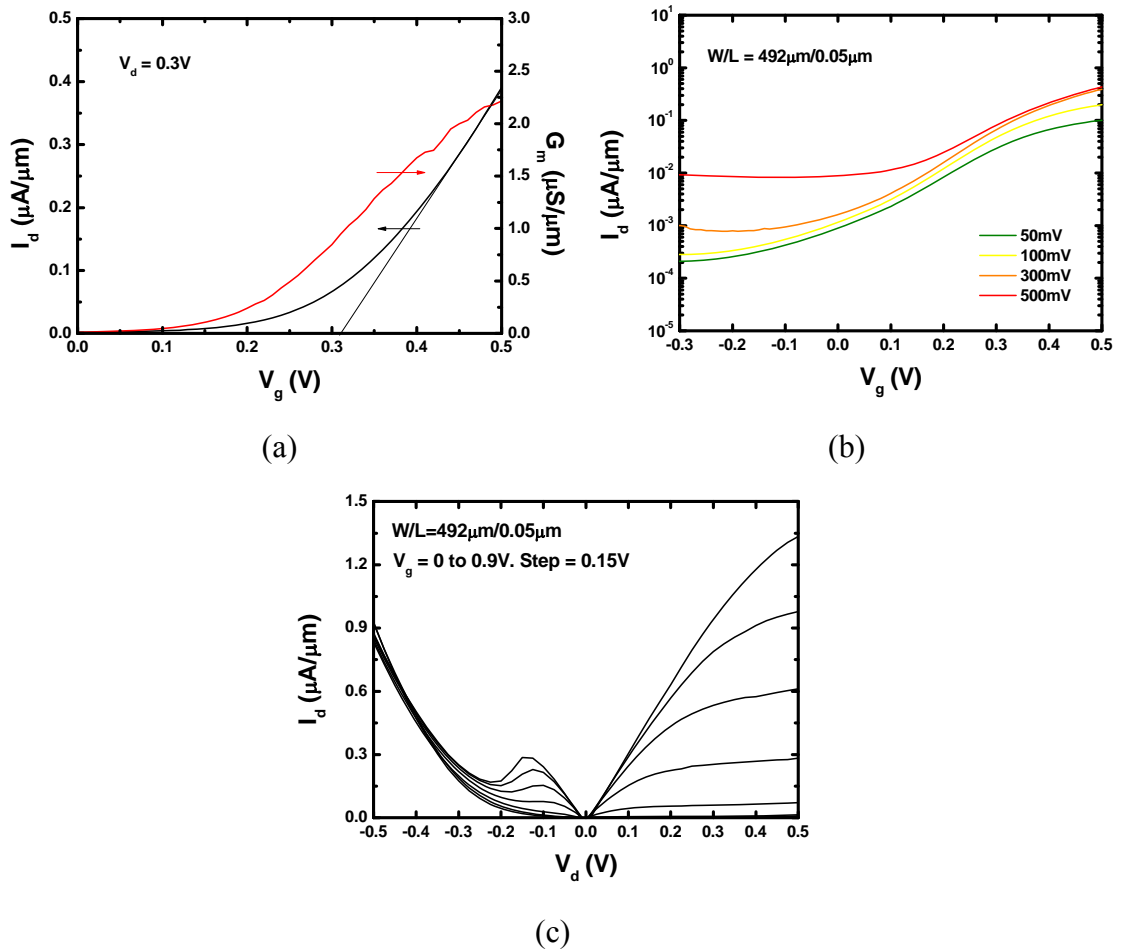 V_d = 0.3V
I_d (μA/μm)
0.5
0.4
0.3
0.2
0.1
0.0
3.0
2.5
2.0
1.5
1.0
0.5
0.0
G_m (μS/μm)
0.0 0.1 0.2 0.3 0.4 0.5
V_g (V)
(a)
W/L = 492μm/0.05μm
I_d (μA/μm)
10^1
10^0
10^-1
10^-2
10^-3
10^-4
10^-5
50mV
100mV
300mV
500mV
-0.3 -0.2 -0.1 0.0 0.1 0.2 0.3 0.4 0.5
V_g (V)
(b)
W/L=492μm/0.05μm
V_g = 0 to 0.9V. Step = 0.15V
I_d (μA/μm)
1.5
1.2
0.9
0.6
0.3
0.0
-0.5 -0.4 -0.3 -0.2 -0.1 0.0 0.1 0.2 0.3 0.4 0.5
V_d (V)
(c)